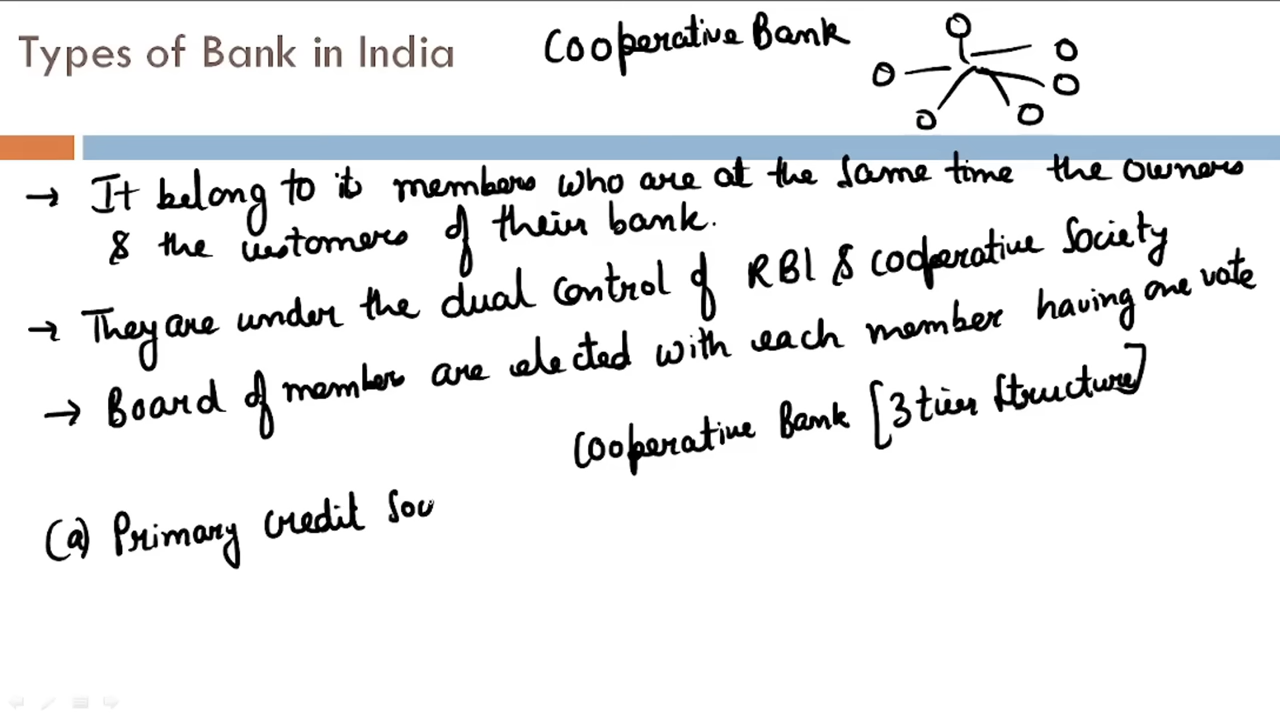 Types of Bank in India
Cooperative Bank
→ It belong to it members who are at the same time the owners
& the customers of their bank.
→ They are under the dual control of RBI & cooperative Society
→ Board of member are elected with each member having one vote
Cooperative Bank [3 tier structure]
(a) Primary credit Soc